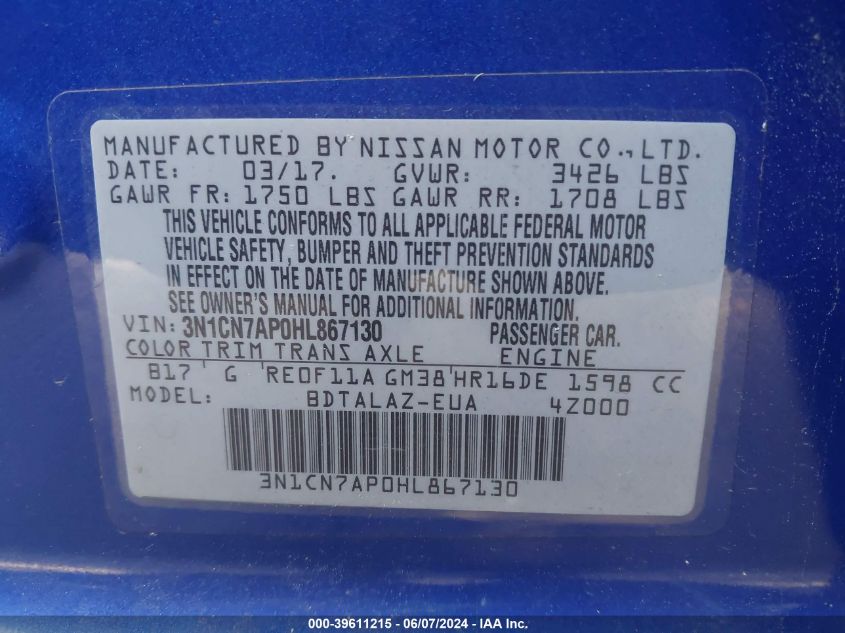 MANUFACTURED BY NISSAN MOTOR CO.,LTD.
DATE: 03/17. GVWR: 3426 LBS
GAWR FR: 1750 LBS GAWR RR: 1708 LBS
THIS VEHICLE CONFORMS TO ALL APPLICABLE FEDERAL MOTOR
VEHICLE SAFETY, BUMPER AND THEFT PREVENTION STANDARDS
IN EFFECT ON THE DATE OF MANUFACTURE SHOWN ABOVE.
SEE OWNER'S MANUAL FOR ADDITIONAL INFORMATION.
VIN: 3N1CN7AP0HL867130 PASSENGER CAR.
COLOR TRIM TRANS AXLE ENGINE
B17 G RE0F11A GM38 HR16DE 1598 CC
MODEL: BDTALAZ-EUA 4Z000
3N1CN7AP0HL867130
000-39611215 - 06/07/2024 - IAA Inc.